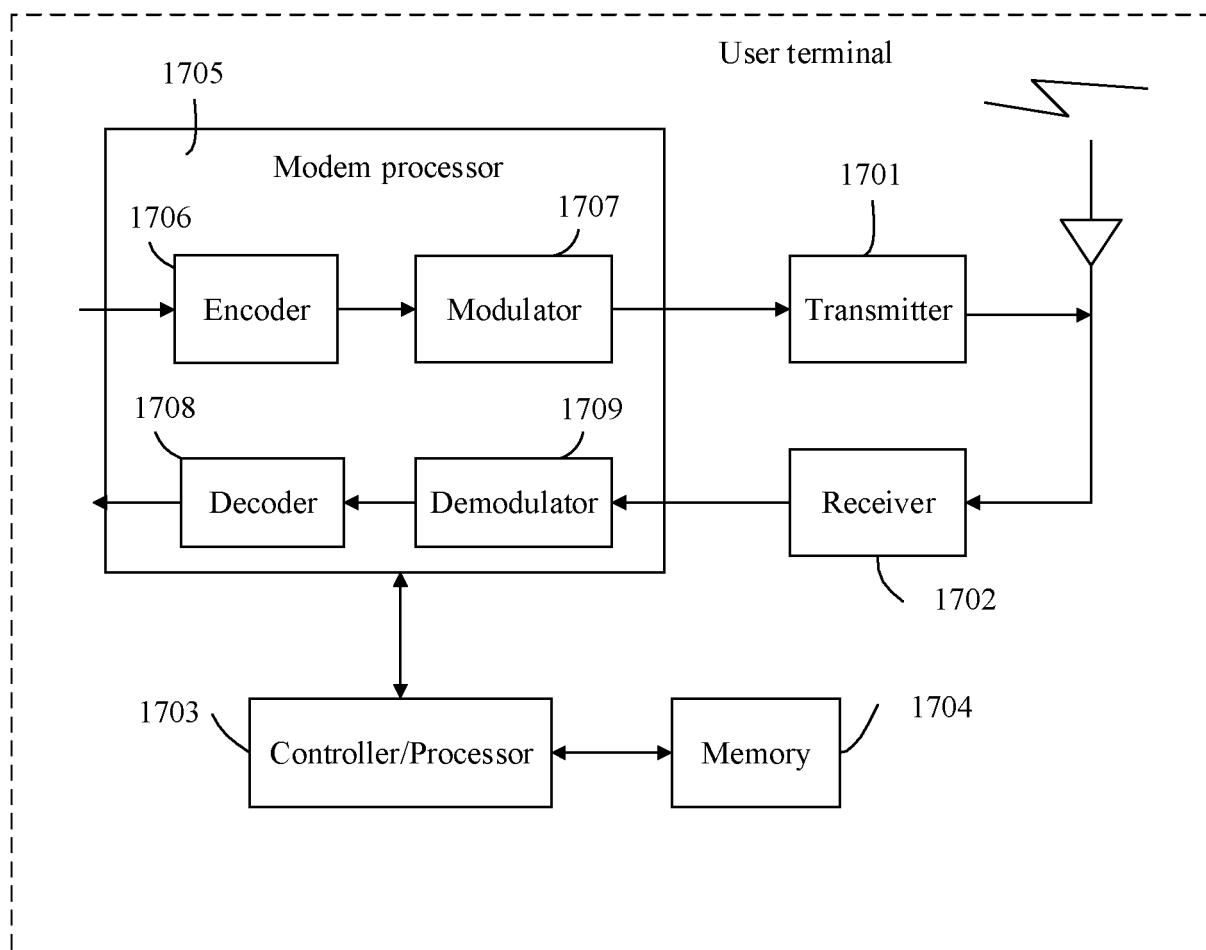 User terminal
1705
Modem processor
1701
1706
1707
Encoder
Modulator
Transmitter
1708
1709
Decoder
Demodulator
Receiver
1702
1703
1704
Controller/Processor
Memory